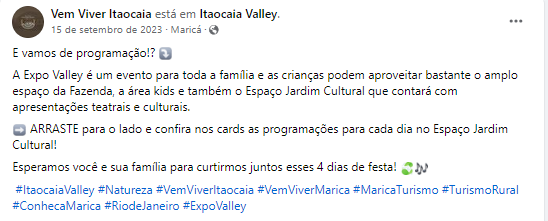 Vem Viver Itaocaia está em Itaocaia Valley.
15 de setembro de 2023 · Maricá ·
E vamos de programação!? ⤵️
A Expo Valley é um evento para toda a família e as crianças podem aproveitar bastante o amplo
espaço da Fazenda, a área kids e também o Espaço Jardim Cultural que contará com
apresentações teatrais e culturais.
➡️ ARRASTE para o lado e confira nos cards as programações para cada dia no Espaço Jardim
Cultural!
Esperamos você e sua família para curtirmos juntos esses 4 dias de festa! 🍃🎶
#ItaocaiaValley #Natureza #VemViverItaocaia #VemViverMarica #MaricaTurismo #TurismoRural
#ConhecaMarica #RiodeJaneiro #ExpoValley